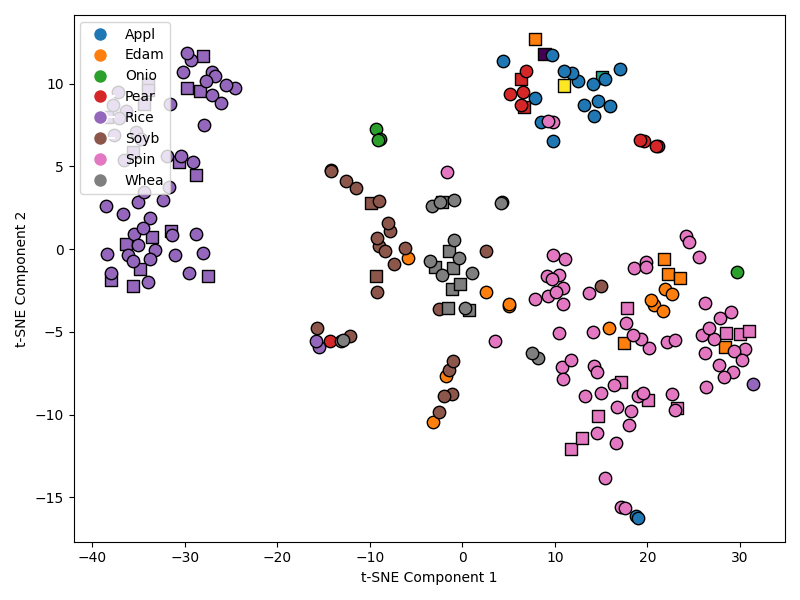 Appl
Edam
Onio
Pear
Rice
Soyb
Spin
Whea
10
5
0
−5
−10
−15
t-SNE Component 2
−40 −30 −20 −10 0 10 20 30
t-SNE Component 1